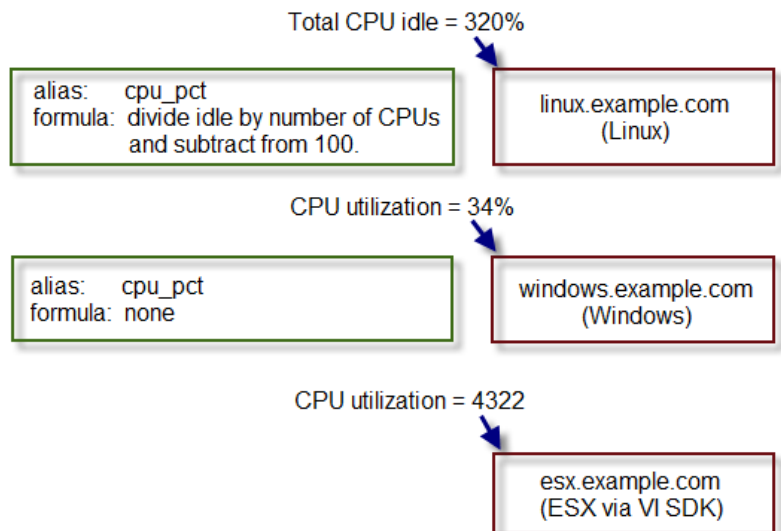 Total CPU idle = 320%
alias: cpu_pct
formula: divide idle by number of CPUs
and subtract from 100.
linux.example.com
(Linux)
CPU utilization = 34%
alias: cpu_pct
formula: none
windows.example.com
(Windows)
CPU utilization = 4322
esx.example.com
(ESX via VI SDK)